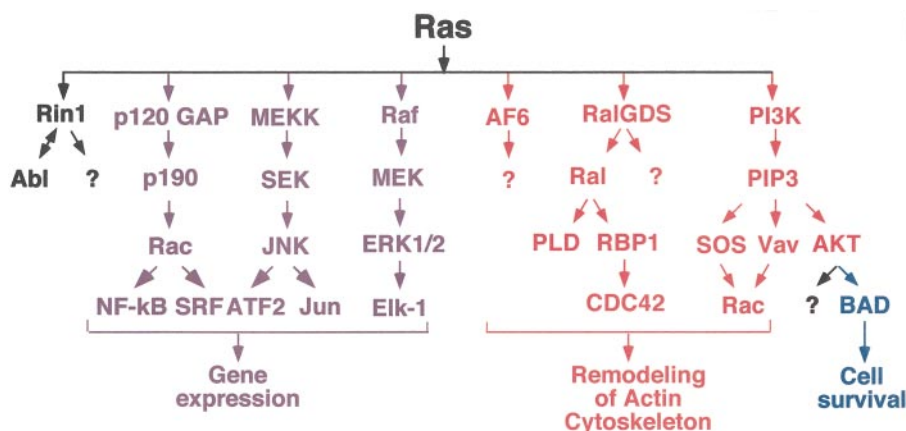 Ras
Rin1 p120 GAP MEKK Raf AF6 RalGDS PI3K
Abl ? p190 SEK MEK ? Ral ? PIP3
Rac JNK ERK1/2 PLD RBP1 SOS Vav AKT
NF-kB SRF ATF2 Jun Elk-1 CDC42 Rac ? BAD
Gene Remodeling Cell
expression of Actin survival
Cytoskeleton